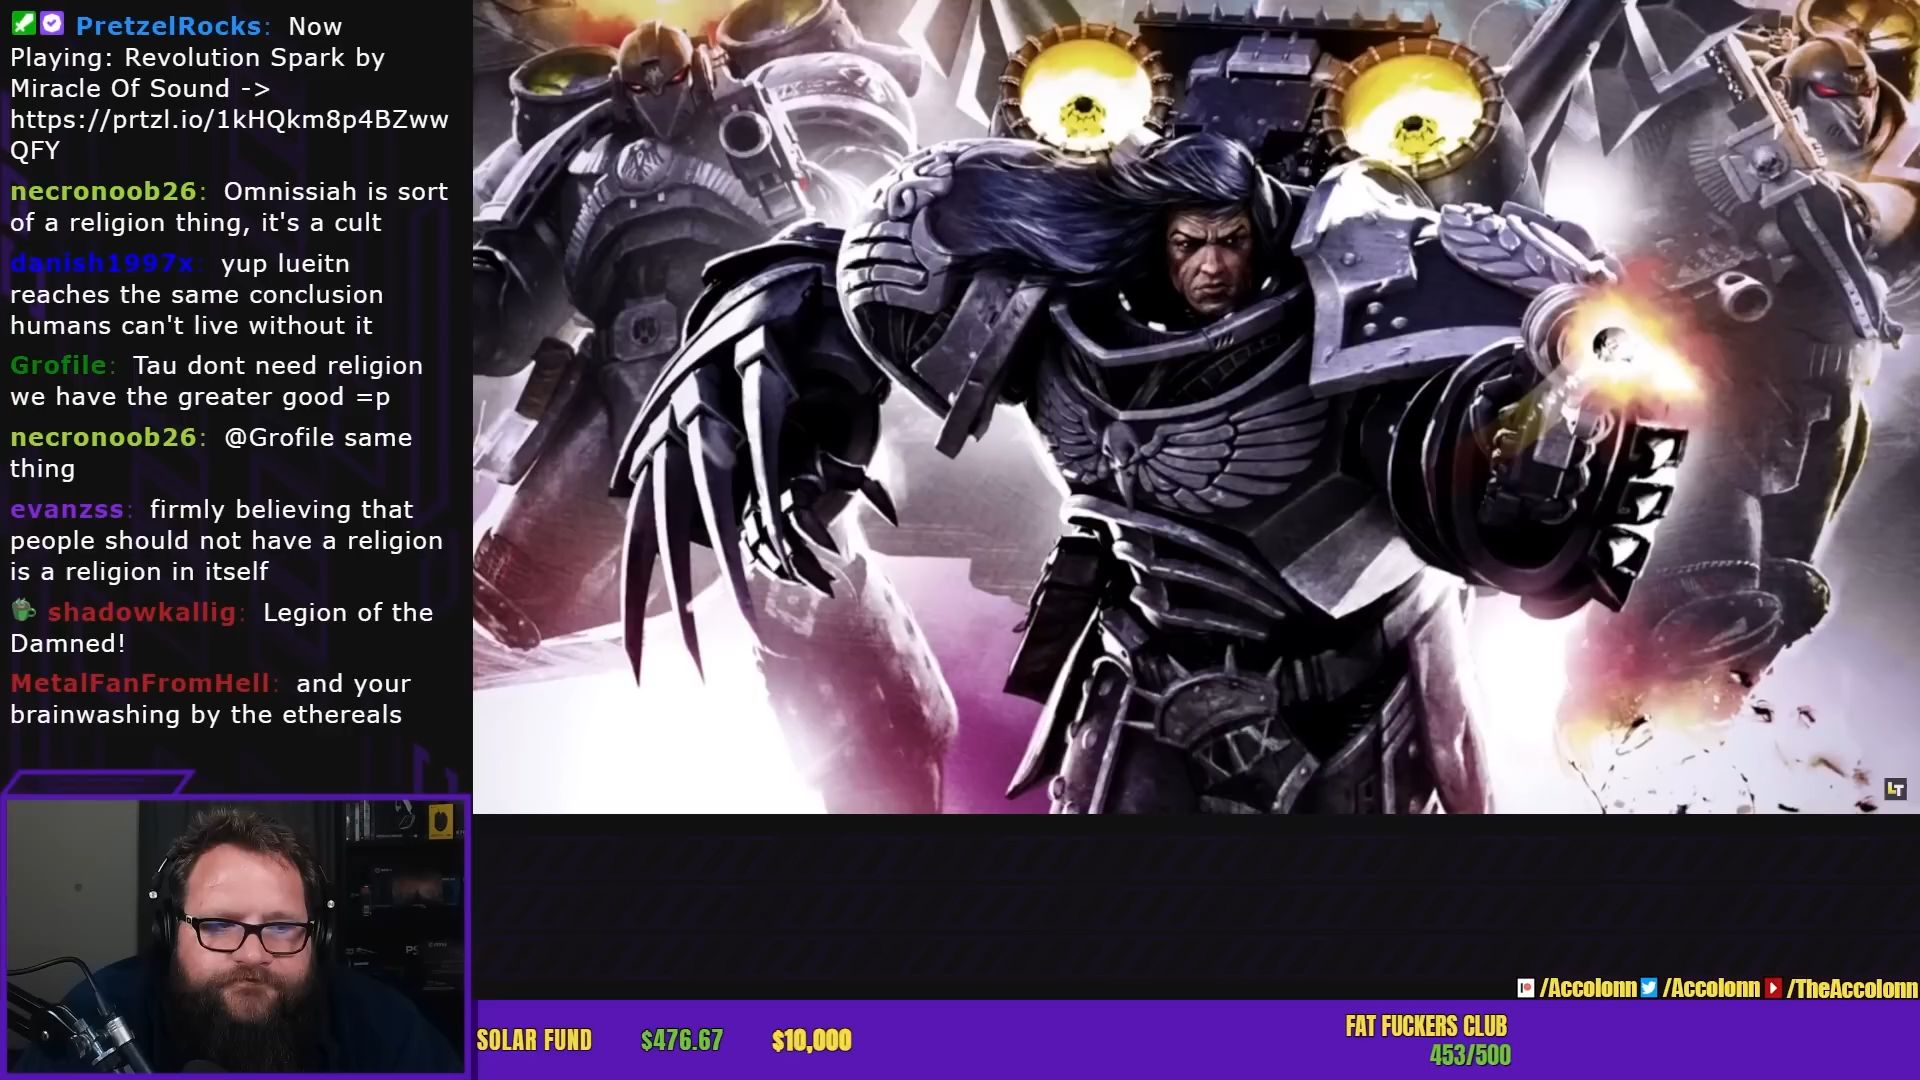 PretzelRocks: Now
Playing: Revolution Spark by
Miracle Of Sound ->
https://prtzl.io/1kHQkm8p4BZww
QFY
necronoob26: Omnissiah is sort
of a religion thing, it's a cult
danish1997x: yup lueitn
reaches the same conclusion
humans can't live without it
Grofile: Tau dont need religion
we have the greater good =p
necronoob26: @Grofile same
thing
evanzss: firmly believing that
people should not have a religion
is a religion in itself
shadowkallig: Legion of the
Damned!
MetalFanFromHell: and your
brainwashing by the ethereals
LT
/Accolonn /Accolonn /TheAccolonn
SOLAR FUND $476.67 $10,000
FAT FUCKERS CLUB
453/500